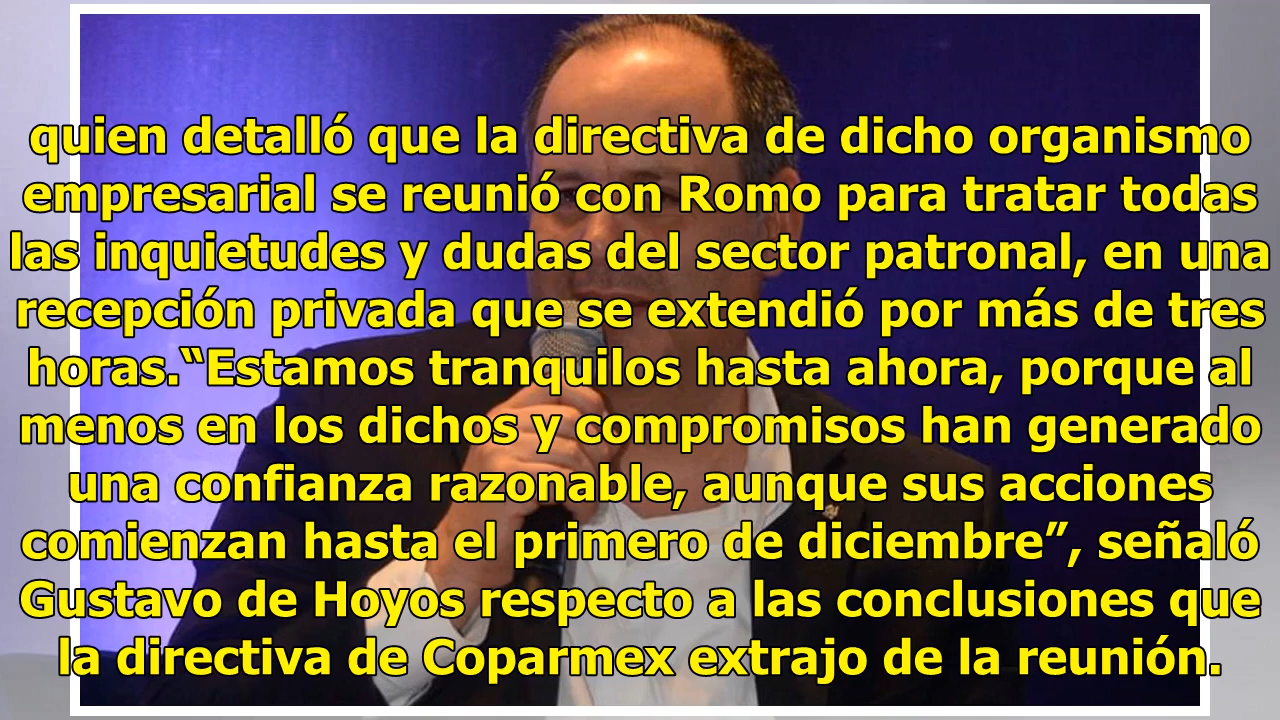 quien detalló que la directiva de dicho organismo
empresarial se reunió con Romo para tratar todas
las inquietudes y dudas del sector patronal, en una
recepción privada que se extendió por más de tres
horas.“Estamos tranquilos hasta ahora, porque al
menos en los dichos y compromisos han generado
una confianza razonable, aunque sus acciones
comienzan hasta el primero de diciembre”, señaló
Gustavo de Hoyos respecto a las conclusiones que
la directiva de Coparmex extrajo de la reunión.